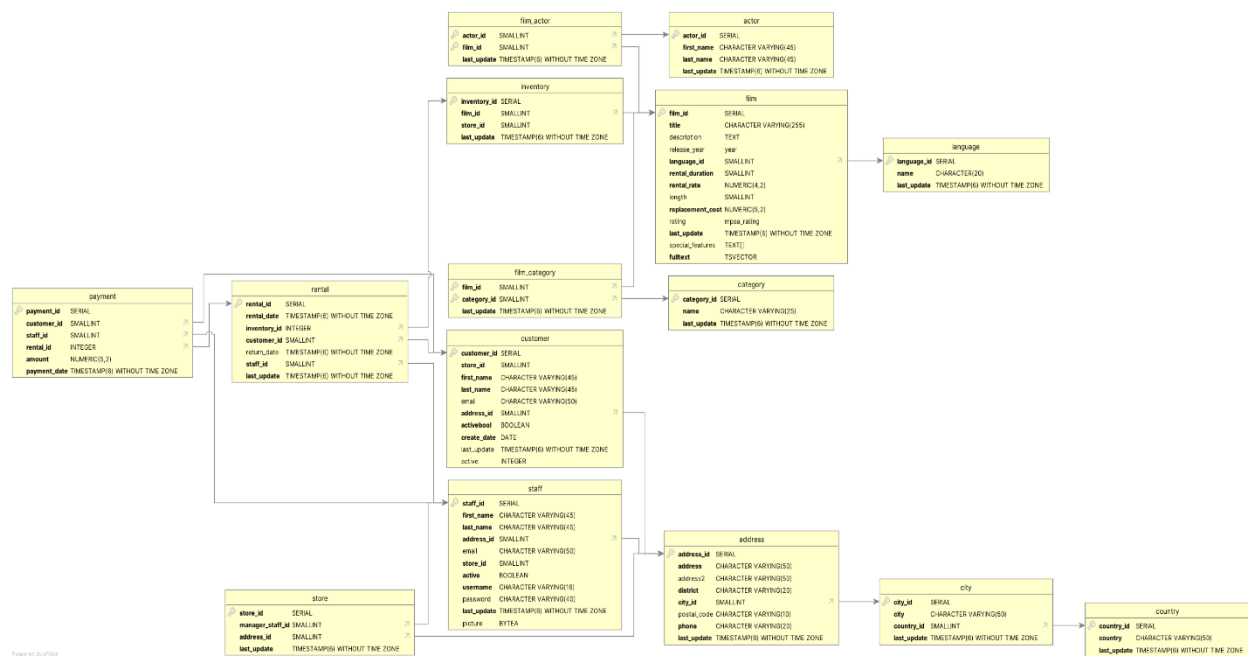 film_actor
actor_id SMALLINT
film_id SMALLINT
last_update TIMESTAMP(6) WITHOUT TIME ZONE
actor
actor_id SERIAL
first_name CHARACTER VARYING(45)
last_name CHARACTER VARYING(45)
last_update TIMESTAMP(6) WITHOUT TIME ZONE
inventory
inventory_id SERIAL
film_id SMALLINT
store_id SMALLINT
last_update TIMESTAMP(6) WITHOUT TIME ZONE
film
film_id SERIAL
title CHARACTER VARYING(255)
description TEXT
release_year year
language_id SMALLINT
rental_duration SMALLINT
rental_rate NUMERIC(4,2)
length SMALLINT
replacement_cost NUMERIC(5,2)
rating mpaa_rating
last_update TIMESTAMP(6) WITHOUT TIME ZONE
special_features TEXT[]
fulltext TSVECTOR
language
language_id SERIAL
name CHARACTER(20)
last_update TIMESTAMP(6) WITHOUT TIME ZONE
film_category
film_id SMALLINT
category_id SMALLINT
last_update TIMESTAMP(6) WITHOUT TIME ZONE
category
category_id SERIAL
name CHARACTER VARYING(25)
last_update TIMESTAMP(6) WITHOUT TIME ZONE
payment
payment_id SERIAL
customer_id SMALLINT
staff_id SMALLINT
rental_id INTEGER
amount NUMERIC(5,2)
payment_date TIMESTAMP(6) WITHOUT TIME ZONE
rental
rental_id SERIAL
rental_date TIMESTAMP(6) WITHOUT TIME ZONE
inventory_id INTEGER
customer_id SMALLINT
return_date TIMESTAMP(6) WITHOUT TIME ZONE
staff_id SMALLINT
last_update TIMESTAMP(6) WITHOUT TIME ZONE
customer
customer_id SERIAL
store_id SMALLINT
first_name CHARACTER VARYING(45)
last_name CHARACTER VARYING(45)
email CHARACTER VARYING(50)
address_id SMALLINT
activebool BOOLEAN
create_date DATE
last_update TIMESTAMP(6) WITHOUT TIME ZONE
active INTEGER
staff
staff_id SERIAL
first_name CHARACTER VARYING(45)
last_name CHARACTER VARYING(45)
address_id SMALLINT
email CHARACTER VARYING(50)
store_id SMALLINT
active BOOLEAN
username CHARACTER VARYING(16)
password CHARACTER VARYING(40)
last_update TIMESTAMP(6) WITHOUT TIME ZONE
picture BYTEA
store
store_id SERIAL
manager_staff_id SMALLINT
address_id SMALLINT
last_update TIMESTAMP(6) WITHOUT TIME ZONE
address
address_id SERIAL
address CHARACTER VARYING(50)
address2 CHARACTER VARYING(50)
district CHARACTER VARYING(20)
city_id SMALLINT
postal_code CHARACTER VARYING(10)
phone CHARACTER VARYING(20)
last_update TIMESTAMP(6) WITHOUT TIME ZONE
city
city_id SERIAL
city CHARACTER VARYING(50)
country_id SMALLINT
last_update TIMESTAMP(6) WITHOUT TIME ZONE
country
country_id SERIAL
country CHARACTER VARYING(50)
last_update TIMESTAMP(6) WITHOUT TIME ZONE